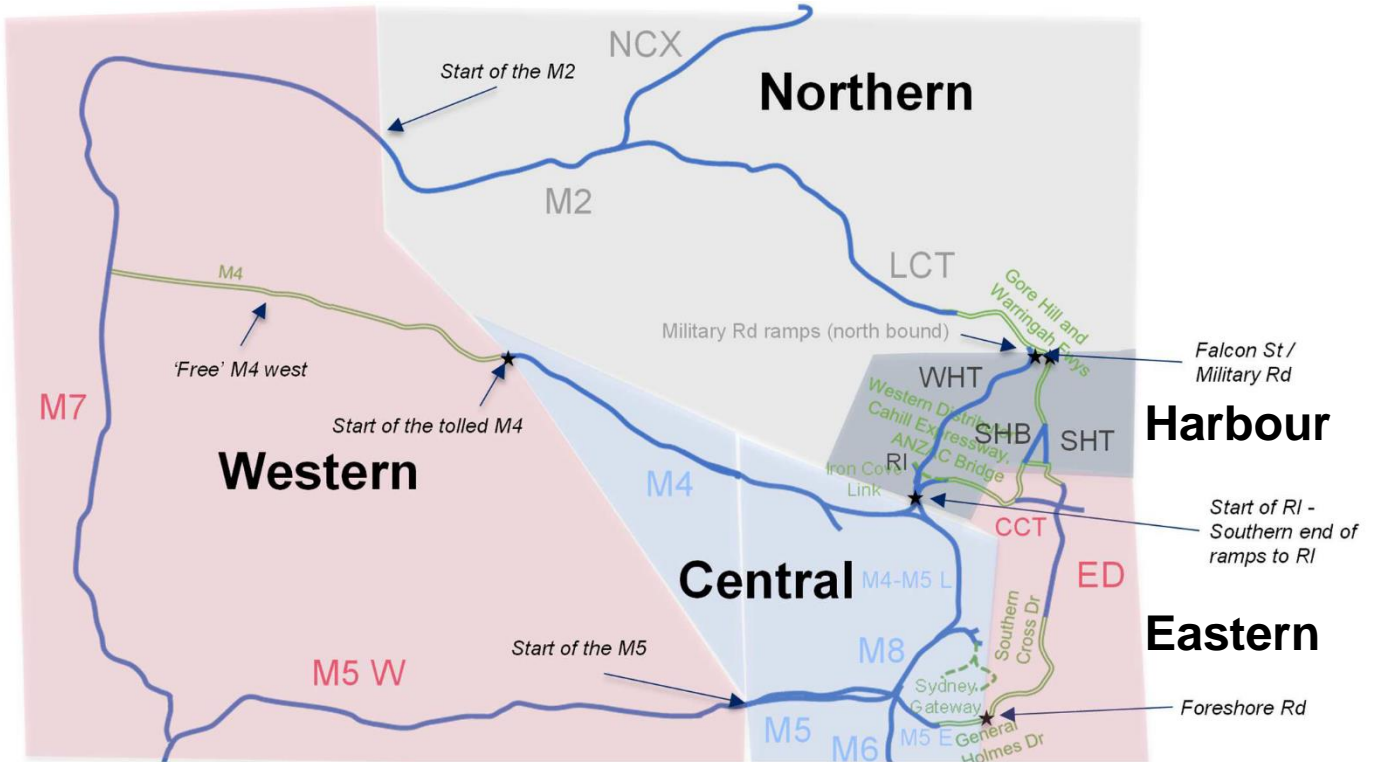 NCX
Start of the M2
Northern
M2
M4
LCT
Gore Hill and
Warringah Fwys
Military Rd ramps (north bound)
Falcon St /
Military Rd
'Free' M4 west
WHT
M7
Start of the tolled M4
Western
Western Distributor,
Cahill Expressway,
ANZAC Bridge
SHB
SHT
Harbour
RI
Iron Cove
Link
M4
Start of RI -
Southern end of
ramps to RI
CCT
Central
M4-M5 L
ED
Southern
Cross Dr
Eastern
Start of the M5
M8
M5 W
Sydney
Gateway
Foreshore Rd
M5
M6
M5 E
General
Holmes Dr